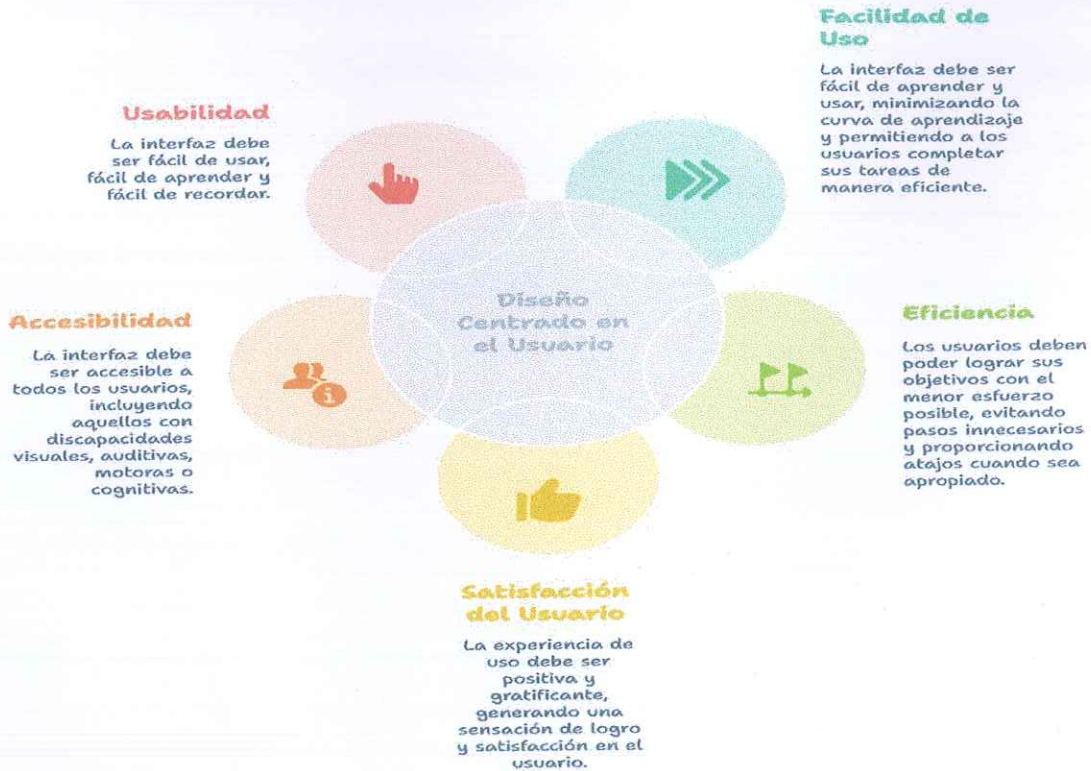 Facilidad de
Uso
La interfaz debe ser
fácil de aprender y
usar, minimizando la
curva de aprendizaje
y permitiendo a los
usuarios completar
sus tareas de
manera eficiente.
Usabilidad
La interfaz debe
ser fácil de usar,
fácil de aprender y
fácil de recordar.
Diseño
Centrado en
el Usuario
Accesibilidad
La interfaz debe
ser accesible a
todos los usuarios,
incluyendo
aquellos con
discapacidades
visuales, auditivas,
motoras o
cognitivas.
Eficiencia
Los usuarios deben
poder lograr sus
objetivos con el
menor esfuerzo
posible, evitando
pasos innecesarios
y proporcionando
atajos cuando sea
apropiado.
Satisfacción
del Usuario
La experiencia de
uso debe ser
positiva y
gratificante,
generando una
sensación de logro
y satisfacción en el
usuario.